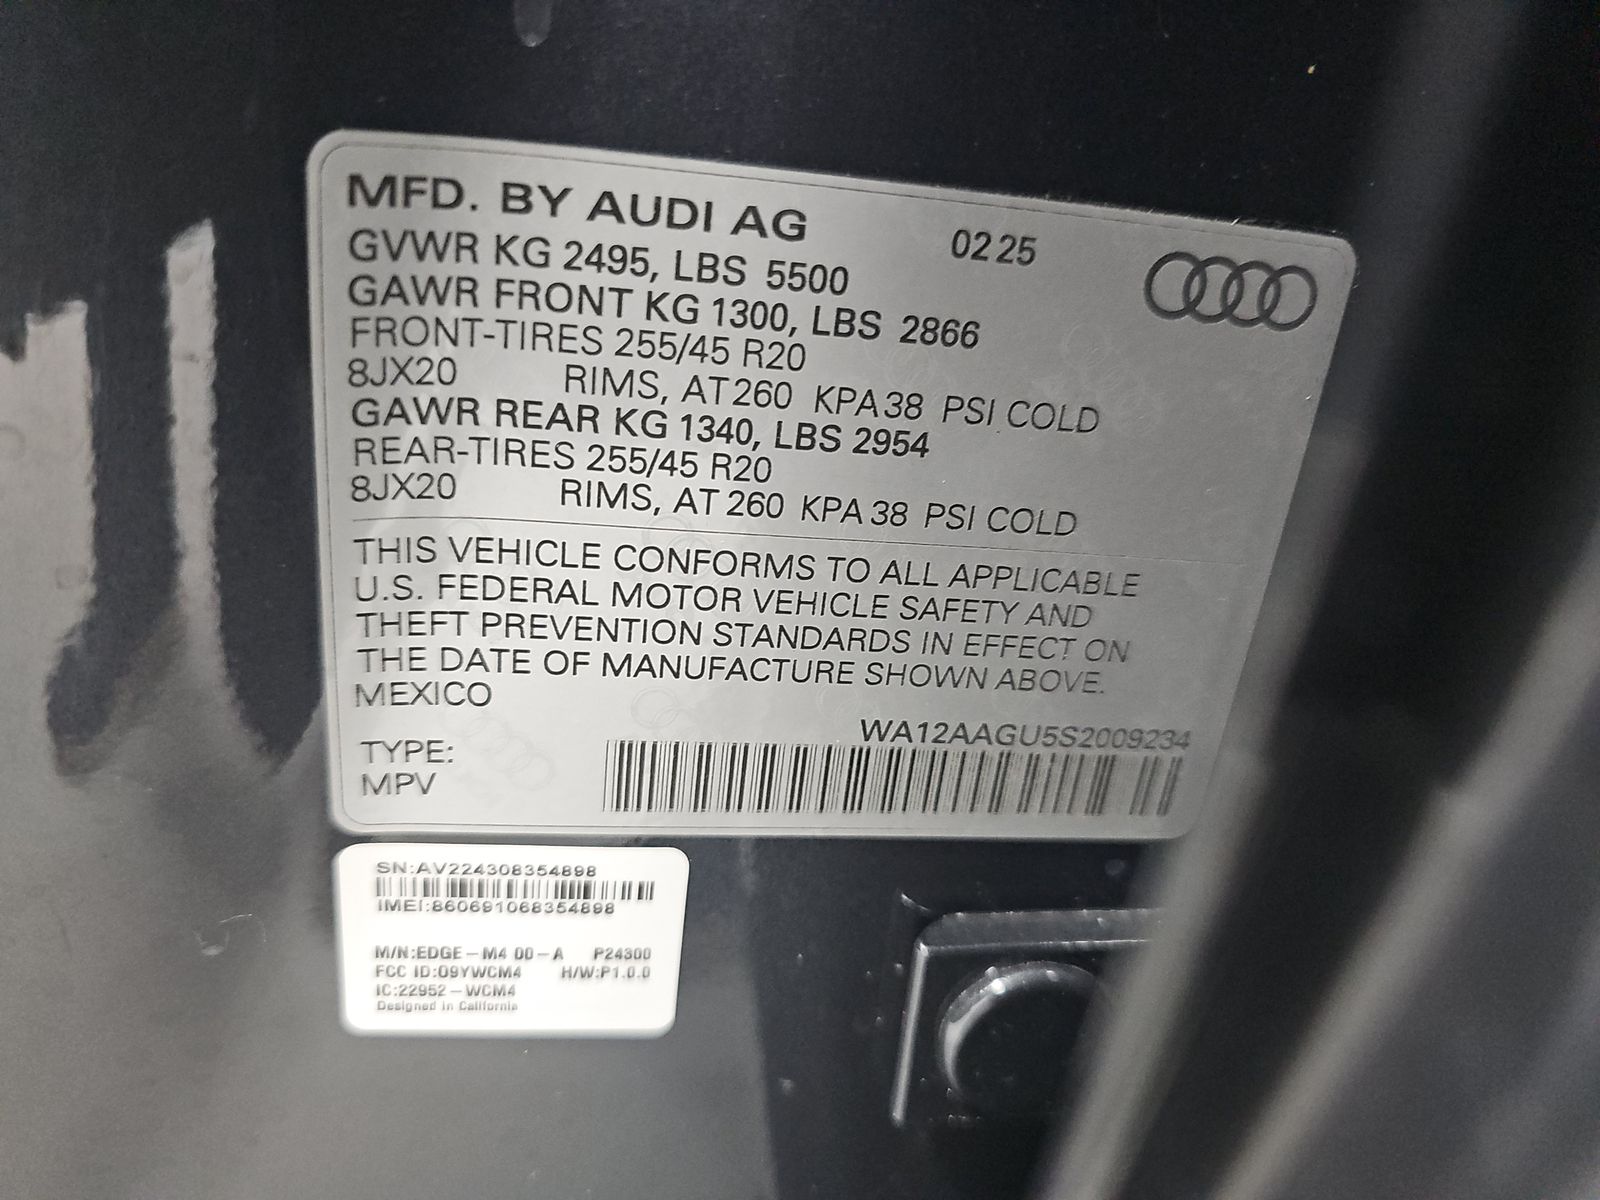 MFD. BY AUDI AG
02 25
GVWR KG 2495, LBS 5500
GAWR FRONT KG 1300, LBS 2866
FRONT-TIRES 255/45 R20
8JX20 RIMS, AT 260 KPA 38 PSI COLD
GAWR REAR KG 1340, LBS 2954
REAR-TIRES 255/45 R20
8JX20 RIMS, AT 260 KPA 38 PSI COLD
THIS VEHICLE CONFORMS TO ALL APPLICABLE
U.S. FEDERAL MOTOR VEHICLE SAFETY AND
THEFT PREVENTION STANDARDS IN EFFECT ON
THE DATE OF MANUFACTURE SHOWN ABOVE.
MEXICO
WA12AAGU5S2009234
TYPE:
MPV
SN:AV224308354898
IMEI:860691068354898
M/N:EDGE-M4 00-A P24300
FCC ID:O9YWCM4 H/W:P1.0.0
IC:22952-WCM4
Designed in California